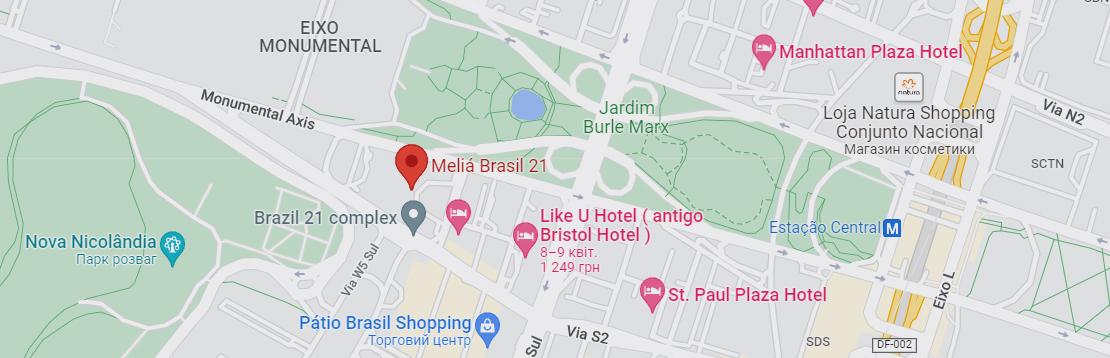 EIXO
MONUMENTAL
Manhattan Plaza Hotel
natura
Monumental Axis
Jardim
Burle Marx
Loja Natura Shopping
Conjunto Nacional
Магазин косметики
Via N2
SCTN
Meliá Brasil 21
Brazil 21 complex
Like U Hotel ( antigo
Bristol Hotel )
8–9 квіт.
1 249 грн
Estação Central
M
Nova Nicolândia
Парк розваг
Via W5 Sul
St. Paul Plaza Hotel
Eixo L
Pátio Brasil Shopping
Торговий центр
Via S2
Sul
SDS
DF-002